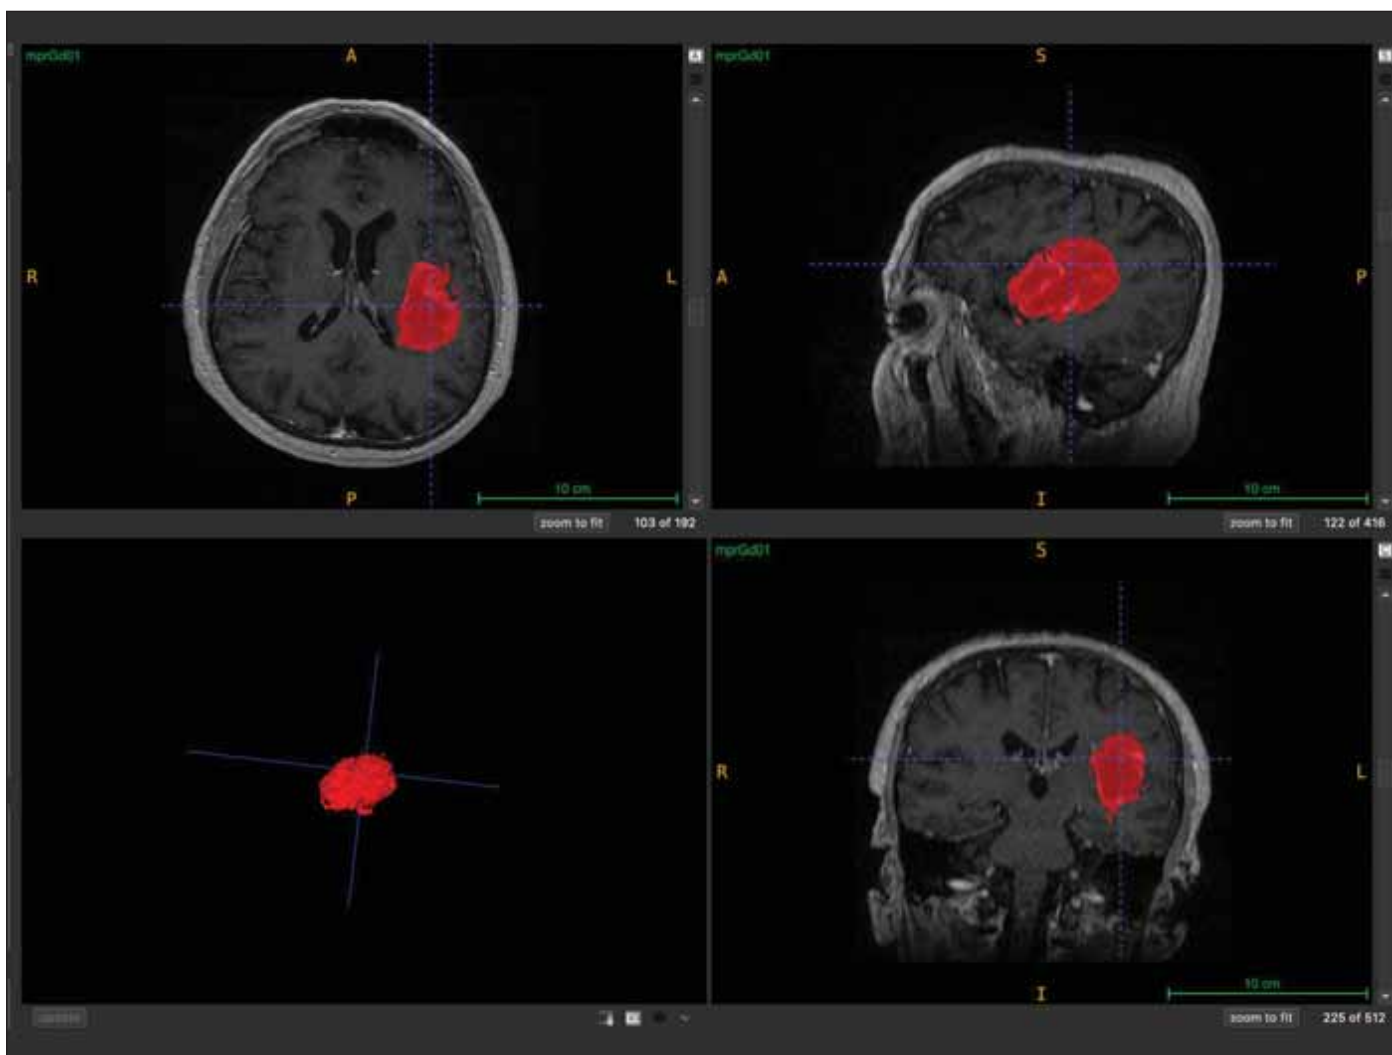 mprGd01
A
R
L
P
10 cm
zoom to fit
103 of 192
mprGd01
S
A
P
I
10 cm
zoom to fit
122 of 416
mprGd01
S
R
L
I
10 cm
zoom to fit
225 of 512